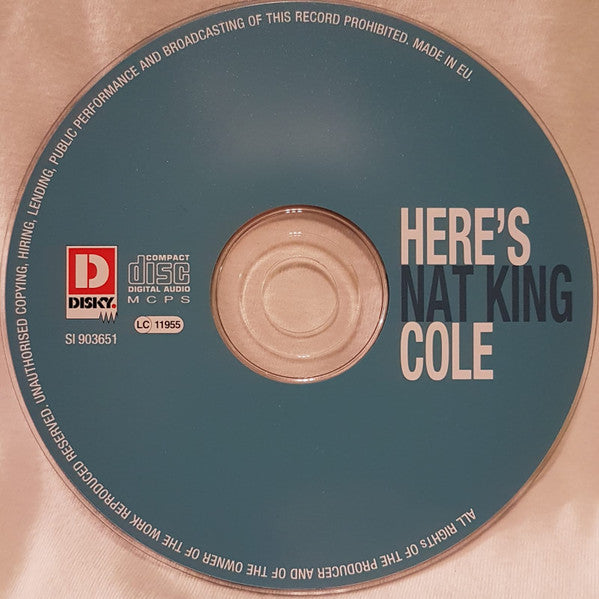 ALL RIGHTS OF THE PRODUCER AND OF THE OWNER OF THE WORK REPRODUCED RESERVED. UNAUTHORISED COPYING, HIRING, LENDING, PUBLIC PERFORMANCE AND BROADCASTING OF THIS RECORD PROHIBITED. MADE IN EU.
D
DISKY.
COMPACT
disc
DIGITAL AUDIO
MCPS
SI 903651
LC 11955
HERE'S
NAT KING
COLE